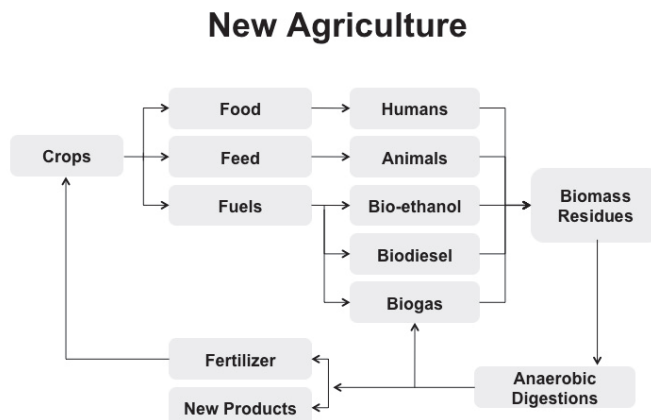 New Agriculture
Food
Humans
Crops
Feed
Animals
Fuels
Bio-ethanol
Biomass
Residues
Biodiesel
Biogas
Fertilizer
Anaerobic
Digestions
New Products